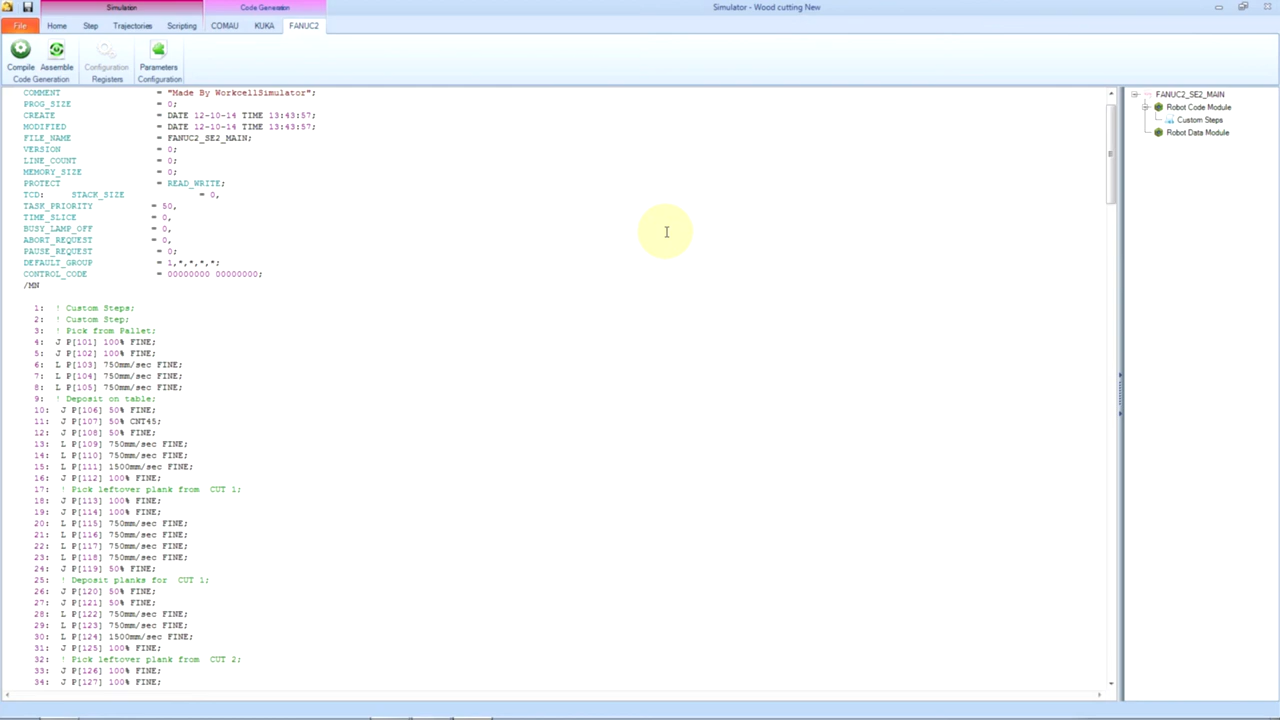 Simulation
Code Generation
Simulator - Wood cutting New
File
Home
Step
Trajectories
Scripting
COMAU
KUKA
FANUC2
Compile
Assemble
Configuration
Parameters
Code Generation
Registers
Configuration
COMMENT = "Made By WorkcellSimulator";
PROG_SIZE = 0;
CREATE = DATE 12-10-14 TIME 13:43:57;
MODIFIED = DATE 12-10-14 TIME 13:43:57;
FILE_NAME = FANUC2_SE2_MAIN;
VERSION = 0;
LINE_COUNT = 0;
MEMORY_SIZE = 0;
PROTECT = READ_WRITE;
TCD: STACK_SIZE = 0,
TASK_PRIORITY = 50,
TIME_SLICE = 0,
BUSY_LAMP_OFF = 0,
ABORT_REQUEST = 0,
PAUSE_REQUEST = 0;
DEFAULT_GROUP = 1,*,*,*,*;
CONTROL_CODE = 00000000 00000000;
/MN
1: ! Custom Steps;
2: ! Custom Step;
3: ! Pick from Pallet;
4: J P[101] 100% FINE;
5: J P[102] 100% FINE;
6: L P[103] 750mm/sec FINE;
7: L P[104] 750mm/sec FINE;
8: L P[105] 750mm/sec FINE;
9: ! Deposit on table;
10: J P[106] 50% FINE;
11: J P[107] 50% CNT45;
12: J P[108] 50% FINE;
13: L P[109] 750mm/sec FINE;
14: L P[110] 750mm/sec FINE;
15: L P[111] 1500mm/sec FINE;
16: J P[112] 100% FINE;
17: ! Pick leftover plank from CUT 1;
18: J P[113] 100% FINE;
19: J P[114] 100% FINE;
20: L P[115] 750mm/sec FINE;
21: L P[116] 750mm/sec FINE;
22: L P[117] 750mm/sec FINE;
23: L P[118] 750mm/sec FINE;
24: J P[119] 50% FINE;
25: ! Deposit planks for CUT 1;
26: J P[120] 50% FINE;
27: J P[121] 50% FINE;
28: L P[122] 750mm/sec FINE;
29: L P[123] 750mm/sec FINE;
30: L P[124] 1500mm/sec FINE;
31: J P[125] 100% FINE;
32: ! Pick leftover plank from CUT 2;
33: J P[126] 100% FINE;
34: J P[127] 100% FINE;
FANUC2_SE2_MAIN
Robot Code Module
Custom Steps
Robot Data Module